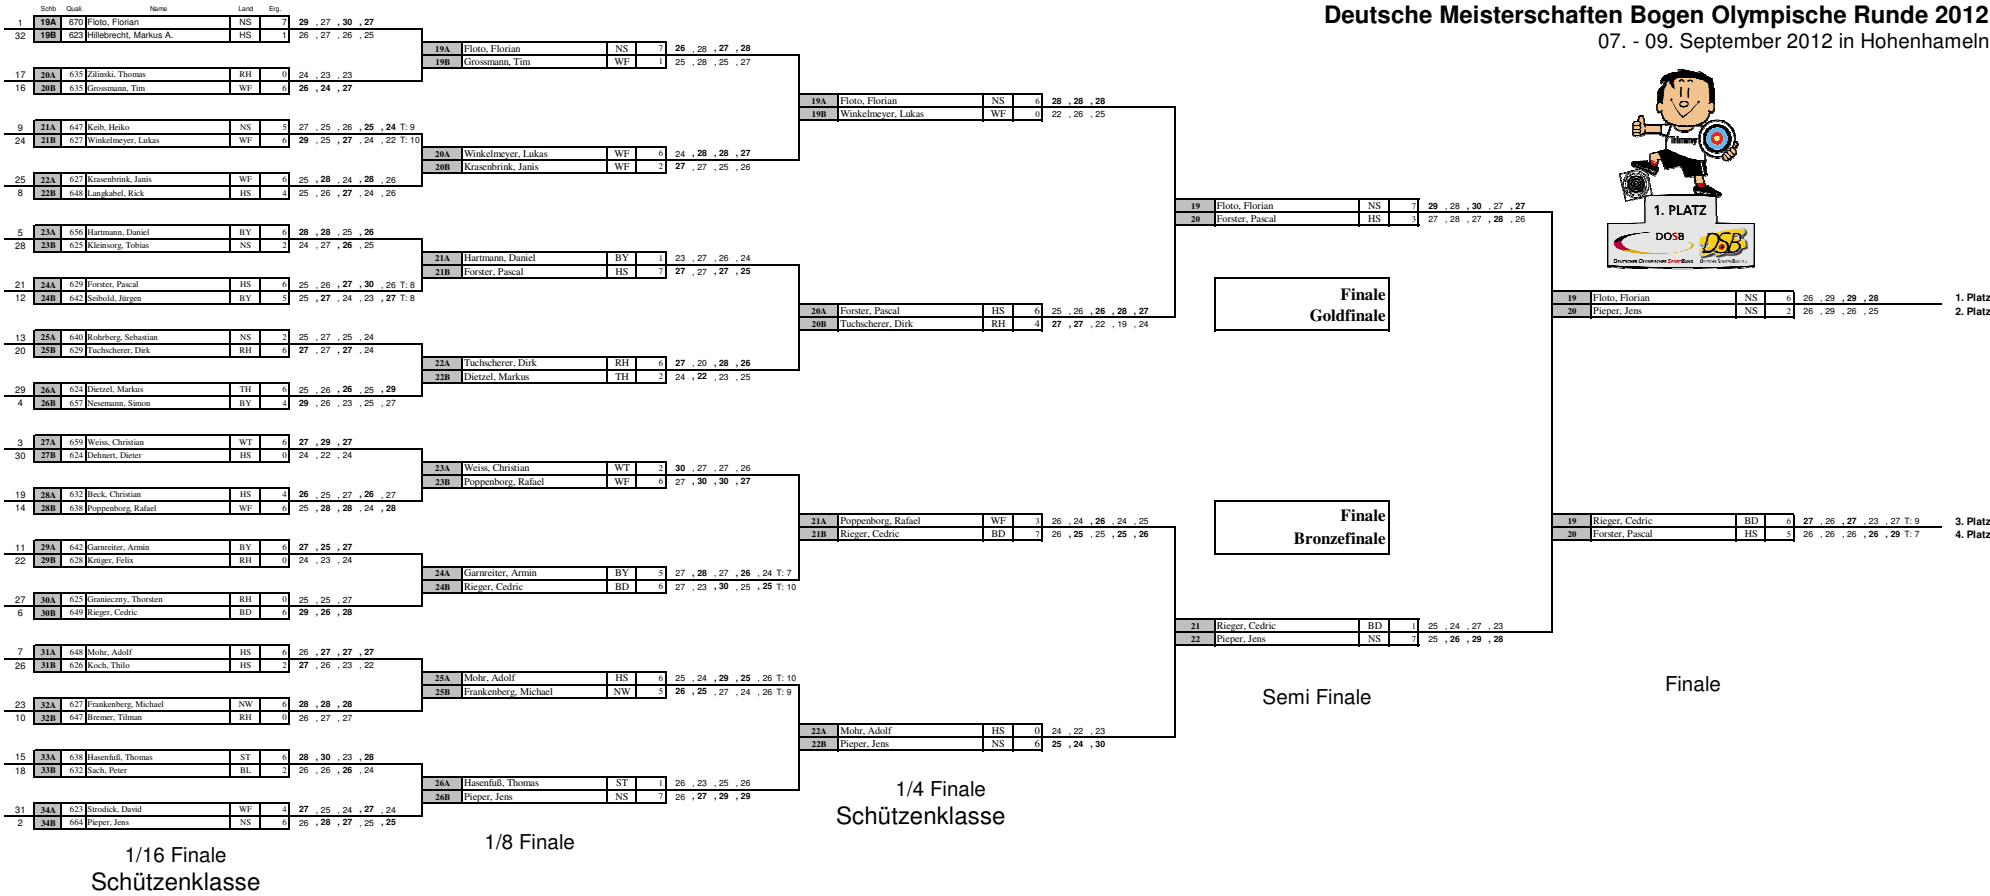 Deutsche Meisterschaften Bogen Olympische Runde 2012
07. - 09. September 2012 in Hohenhameln
Schb Quali. Name Land Erg.
1 19A 670 Floto, Florian NS 7 29 , 27 , 30 , 27
32 19B 623 Hillebrecht, Markus A. HS 1 26 , 27 , 26 , 25
17 20A 635 Zilinski, Thomas RH 0 24 , 23 , 23
16 20B 635 Grossmann, Tim WF 6 26 , 24 , 27
9 21A 647 Keib, Heiko NS 5 27 , 25 , 26 , 25 , 24 T: 9
24 21B 627 Winkelmeyer, Lukas WF 6 29 , 25 , 27 , 24 , 22 T: 10
25 22A 627 Krasenbrink, Janis WF 6 25 , 28 , 24 , 28 , 26
8 22B 648 Langkabel, Rick HS 4 25 , 26 , 27 , 24 , 26
5 23A 656 Hartmann, Daniel BY 6 28 , 28 , 25 , 26
28 23B 625 Kleinsorg, Tobias NS 2 24 , 27 , 26 , 25
21 24A 629 Forster, Pascal HS 6 25 , 26 , 27 , 30 , 26 T: 8
12 24B 642 Seibold, Jürgen BY 5 25 , 27 , 24 , 23 , 27 T: 8
13 25A 640 Rohrberg, Sebastian NS 2 25 , 27 , 25 , 24
20 25B 629 Tuchscherer, Dirk RH 6 27 , 27 , 27 , 24
29 26A 624 Dietzel, Markus TH 6 25 , 26 , 26 , 25 , 29
4 26B 657 Nesemann, Simon BY 4 29 , 26 , 23 , 25 , 27
3 27A 659 Weiss, Christian WT 6 27 , 29 , 27
30 27B 624 Dehnert, Dieter HS 0 24 , 22 , 24
19 28A 632 Beck, Christian HS 4 26 , 25 , 27 , 26 , 27
14 28B 638 Poppenborg, Rafael WF 6 25 , 28 , 28 , 24 , 28
11 29A 642 Garnreiter, Armin BY 6 27 , 25 , 27
22 29B 628 Krüger, Felix RH 0 24 , 23 , 24
27 30A 625 Granieczny, Thorsten RH 0 25 , 25 , 27
6 30B 649 Rieger, Cedric BD 6 29 , 26 , 28
7 31A 648 Mohr, Adolf HS 6 26 , 27 , 27 , 27
26 31B 626 Koch, Thilo HS 2 27 , 26 , 23 , 22
23 32A 627 Frankenberg, Michael NW 6 28 , 28 , 28
10 32B 647 Bremer, Tilman RH 0 26 , 27 , 27
15 33A 638 Hasenfuß, Thomas ST 6 28 , 30 , 23 , 28
18 33B 632 Sach, Peter BL 2 26 , 26 , 26 , 24
31 34A 623 Strodick, David WF 4 27 , 25 , 24 , 27 , 24
2 34B 664 Pieper, Jens NS 6 26 , 28 , 27 , 25 , 25
1/16 Finale
Schützenklasse
19A Floto, Florian NS 7 26 , 28 , 27 , 28
19B Grossmann, Tim WF 1 25 , 28 , 25 , 27
20A Winkelmeyer, Lukas WF 6 24 , 28 , 28 , 27
20B Krasenbrink, Janis WF 2 27 , 27 , 25 , 26
21A Hartmann, Daniel BY 1 23 , 27 , 26 , 24
21B Forster, Pascal HS 7 27 , 27 , 27 , 25
22A Tuchscherer, Dirk RH 6 27 , 20 , 28 , 26
22B Dietzel, Markus TH 2 24 , 22 , 23 , 25
23A Weiss, Christian WT 2 30 , 27 , 27 , 26
23B Poppenborg, Rafael WF 6 27 , 30 , 30 , 27
24A Garnreiter, Armin BY 5 27 , 28 , 27 , 26 , 24 T: 7
24B Rieger, Cedric BD 6 27 , 23 , 30 , 25 , 25 T: 10
25A Mohr, Adolf HS 6 25 , 24 , 29 , 25 , 26 T: 10
25B Frankenberg, Michael NW 5 26 , 25 , 27 , 24 , 26 T: 9
26A Hasenfuß, Thomas ST 1 26 , 23 , 25 , 26
26B Pieper, Jens NS 7 26 , 27 , 29 , 29
1/8 Finale
19A Floto, Florian NS 6 28 , 28 , 28
19B Winkelmeyer, Lukas WF 0 22 , 26 , 25
20A Forster, Pascal HS 6 25 , 26 , 26 , 28 , 27
20B Tuchscherer, Dirk RH 4 27 , 27 , 22 , 19 , 24
21A Poppenborg, Rafael WF 3 26 , 24 , 26 , 24 , 25
21B Rieger, Cedric BD 7 26 , 25 , 25 , 25 , 26
22A Mohr, Adolf HS 0 24 , 22 , 23
22B Pieper, Jens NS 6 25 , 24 , 30
1/4 Finale
Schützenklasse
19 Floto, Florian NS 7 29 , 28 , 30 , 27 , 27
20 Forster, Pascal HS 3 27 , 28 , 27 , 28 , 26
Finale
Goldfinale
Finale
Bronzefinale
21 Rieger, Cedric BD 1 25 , 24 , 27 , 23
22 Pieper, Jens NS 7 25 , 26 , 29 , 28
Semi Finale
1. PLATZ
DOSB
DSB
DEUTSCHER OLYMPISCHER SPORTBUND
19 Floto, Florian NS 6 26 , 29 , 29 , 28 1. Platz
20 Pieper, Jens NS 2 26 , 29 , 26 , 25 2. Platz
19 Rieger, Cedric BD 6 27 , 26 , 27 , 23 , 27 T: 9 3. Platz
20 Forster, Pascal HS 5 26 , 26 , 26 , 26 , 29 T: 7 4. Platz
Finale